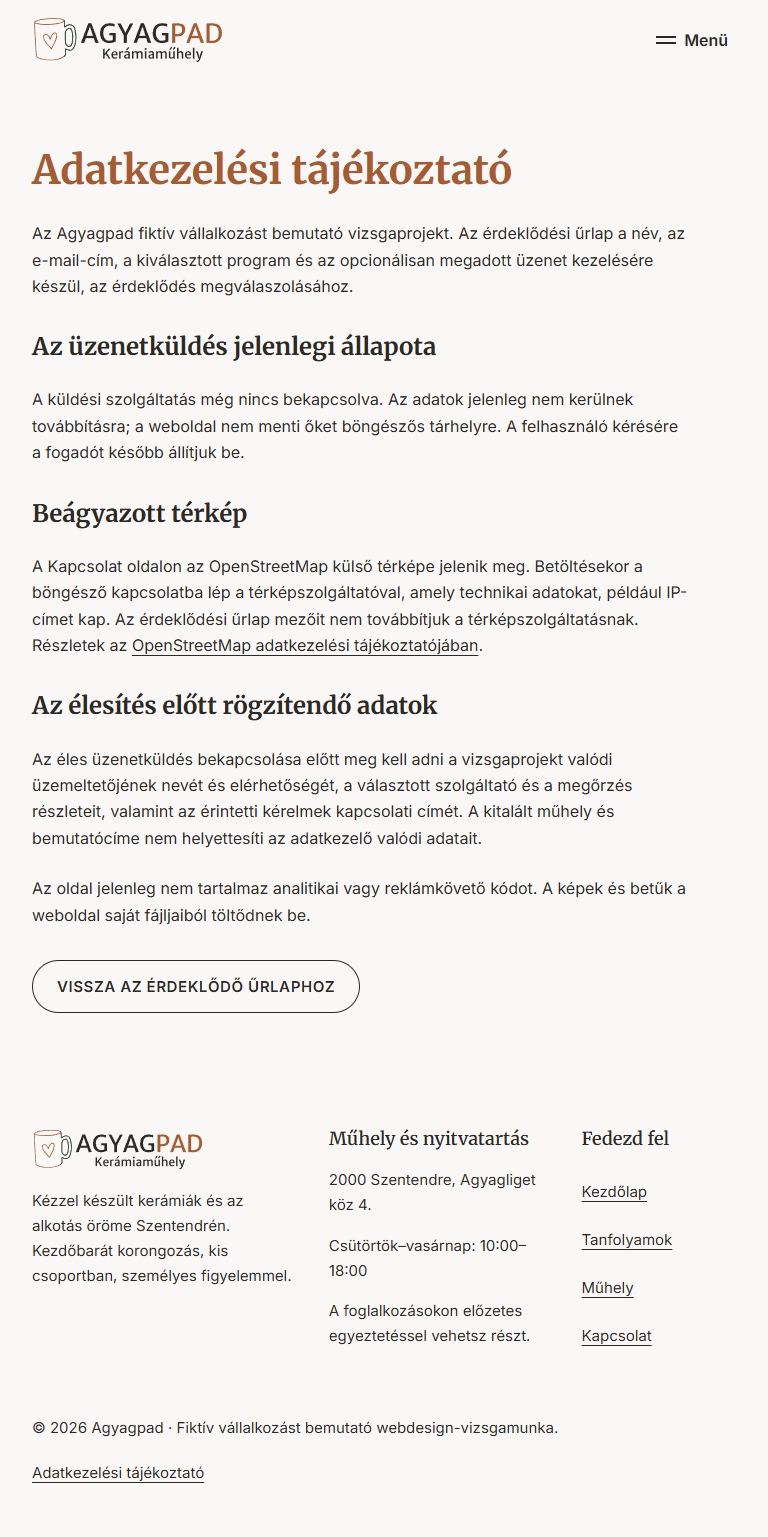 AGYAGPAD
Kerámiaműhely
Menü
Adatkezelési tájékoztató
Az Agyagpad fiktív vállalkozást bemutató vizsgaprojekt. Az érdeklődési űrlap a név, az
e-mail-cím, a kiválasztott program és az opcionálisan megadott üzenet kezelésére
készül, az érdeklődés megválaszolásához.
Az üzenetküldés jelenlegi állapota
A küldési szolgáltatás még nincs bekapcsolva. Az adatok jelenleg nem kerülnek
továbbításra; a weboldal nem menti őket böngészős tárhelyre. A felhasználó kérésére
a fogadót később állítjuk be.
Beágyazott térkép
A Kapcsolat oldalon az OpenStreetMap külső térképe jelenik meg. Betöltésekor a
böngésző kapcsolatba lép a térképszolgáltatóval, amely technikai adatokat, például IP-
címet kap. Az érdeklődési űrlap mezőit nem továbbítjuk a térképszolgáltatásnak.
Részletek az OpenStreetMap adatkezelési tájékoztatójában.
Az élesítés előtt rögzítendő adatok
Az éles üzenetküldés bekapcsolása előtt meg kell adni a vizsgaprojekt valódi
üzemeltetőjének nevét és elérhetőségét, a választott szolgáltató és a megőrzés
részleteit, valamint az érintetti kérelmek kapcsolati címét. A kitalált műhely és
bemutatócíme nem helyettesíti az adatkezelő valódi adatait.
Az oldal jelenleg nem tartalmaz analitikai vagy reklámkövető kódot. A képek és betűk a
weboldal saját fájljaiból töltődnek be.
VISSZA AZ ÉRDEKLŐDŐ ŰRLAPHOZ
AGYAGPAD
Kerámiaműhely
Kézzel készült kerámiák és az
alkotás öröme Szentendrén.
Kezdőbarát korongozás, kis
csoportban, személyes figyelemmel.
Műhely és nyitvatartás
2000 Szentendre, Agyagliget
köz 4.
Csütörtök–vasárnap: 10:00–
18:00
A foglalkozásokon előzetes
egyeztetéssel vehetsz részt.
Fedezd fel
Kezdőlap
Tanfolyamok
Műhely
Kapcsolat
© 2026 Agyagpad · Fiktív vállalkozást bemutató webdesign-vizsgamunka.
Adatkezelési tájékoztató